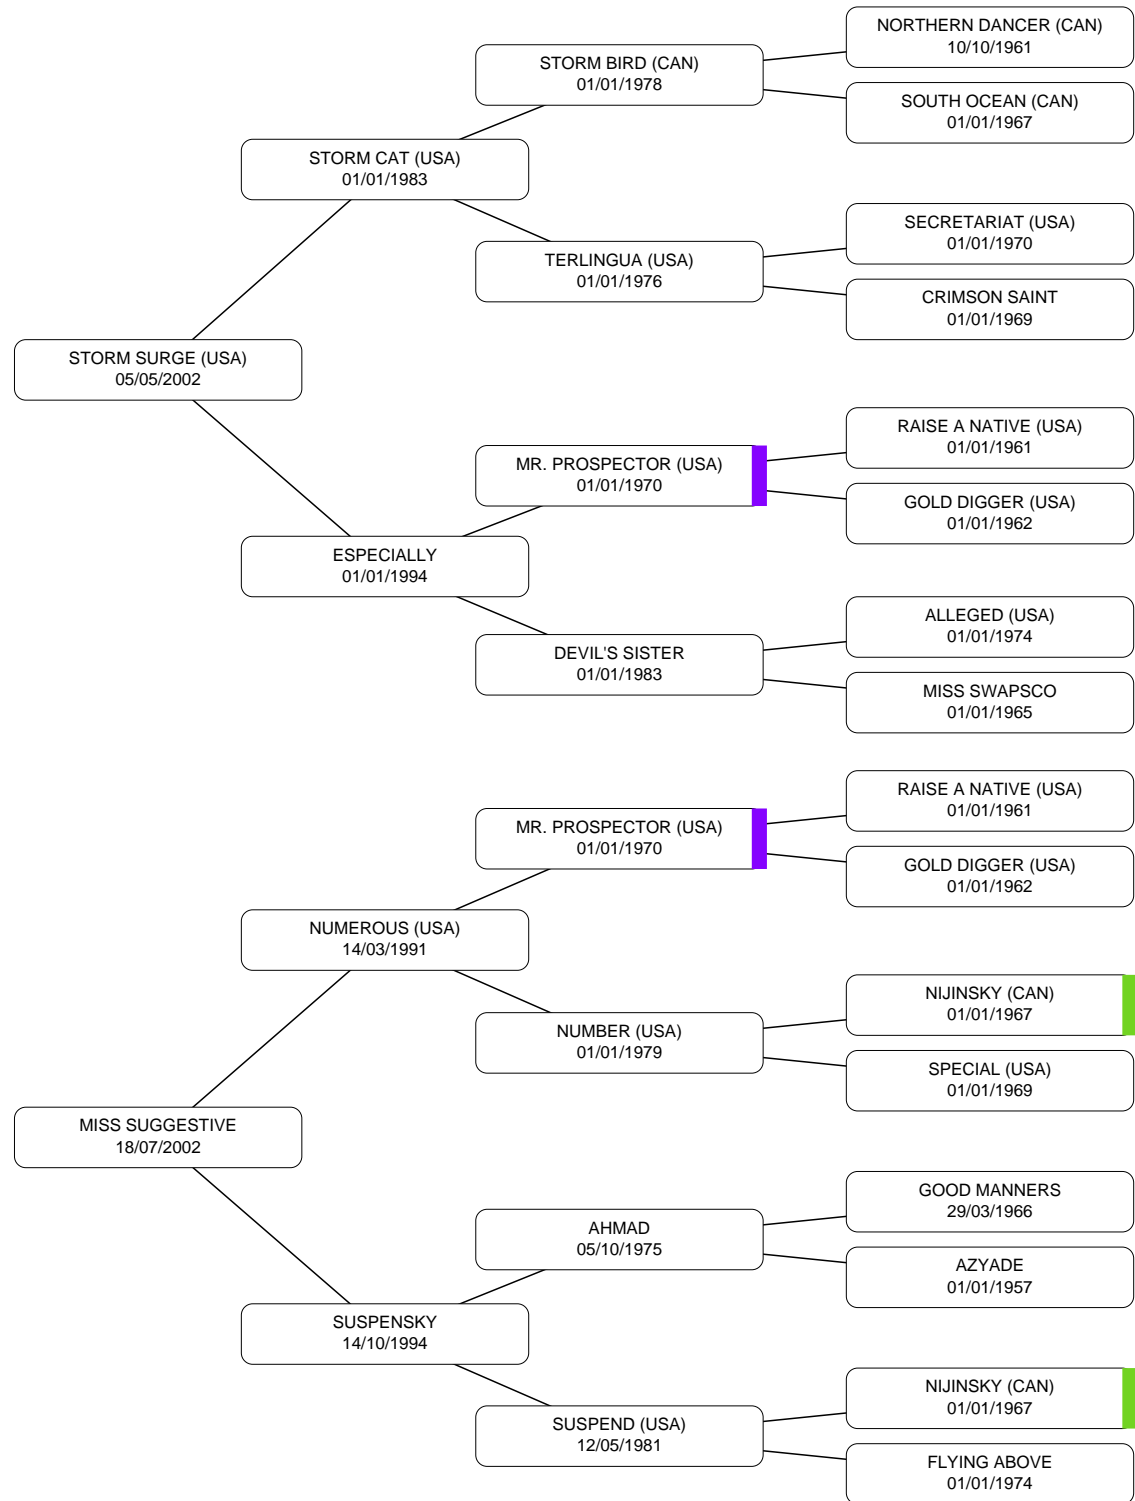 NORTHERN DANCER (CAN)
10/10/1961
STORM BIRD (CAN)
01/01/1978
SOUTH OCEAN (CAN)
01/01/1967
STORM CAT (USA)
01/01/1983
SECRETARIAT (USA)
01/01/1970
TERLINGUA (USA)
01/01/1976
CRIMSON SAINT
01/01/1969
STORM SURGE (USA)
05/05/2002
RAISE A NATIVE (USA)
01/01/1961
MR. PROSPECTOR (USA)
01/01/1970
GOLD DIGGER (USA)
01/01/1962
ESPECIALLY
01/01/1994
ALLEGED (USA)
01/01/1974
DEVIL'S SISTER
01/01/1983
MISS SWAPSCO
01/01/1965
RAISE A NATIVE (USA)
01/01/1961
MR. PROSPECTOR (USA)
01/01/1970
GOLD DIGGER (USA)
01/01/1962
NUMEROUS (USA)
14/03/1991
NIJINSKY (CAN)
01/01/1967
NUMBER (USA)
01/01/1979
SPECIAL (USA)
01/01/1969
MISS SUGGESTIVE
18/07/2002
GOOD MANNERS
29/03/1966
AHMAD
05/10/1975
AZYADE
01/01/1957
SUSPENSKY
14/10/1994
NIJINSKY (CAN)
01/01/1967
SUSPEND (USA)
12/05/1981
FLYING ABOVE
01/01/1974